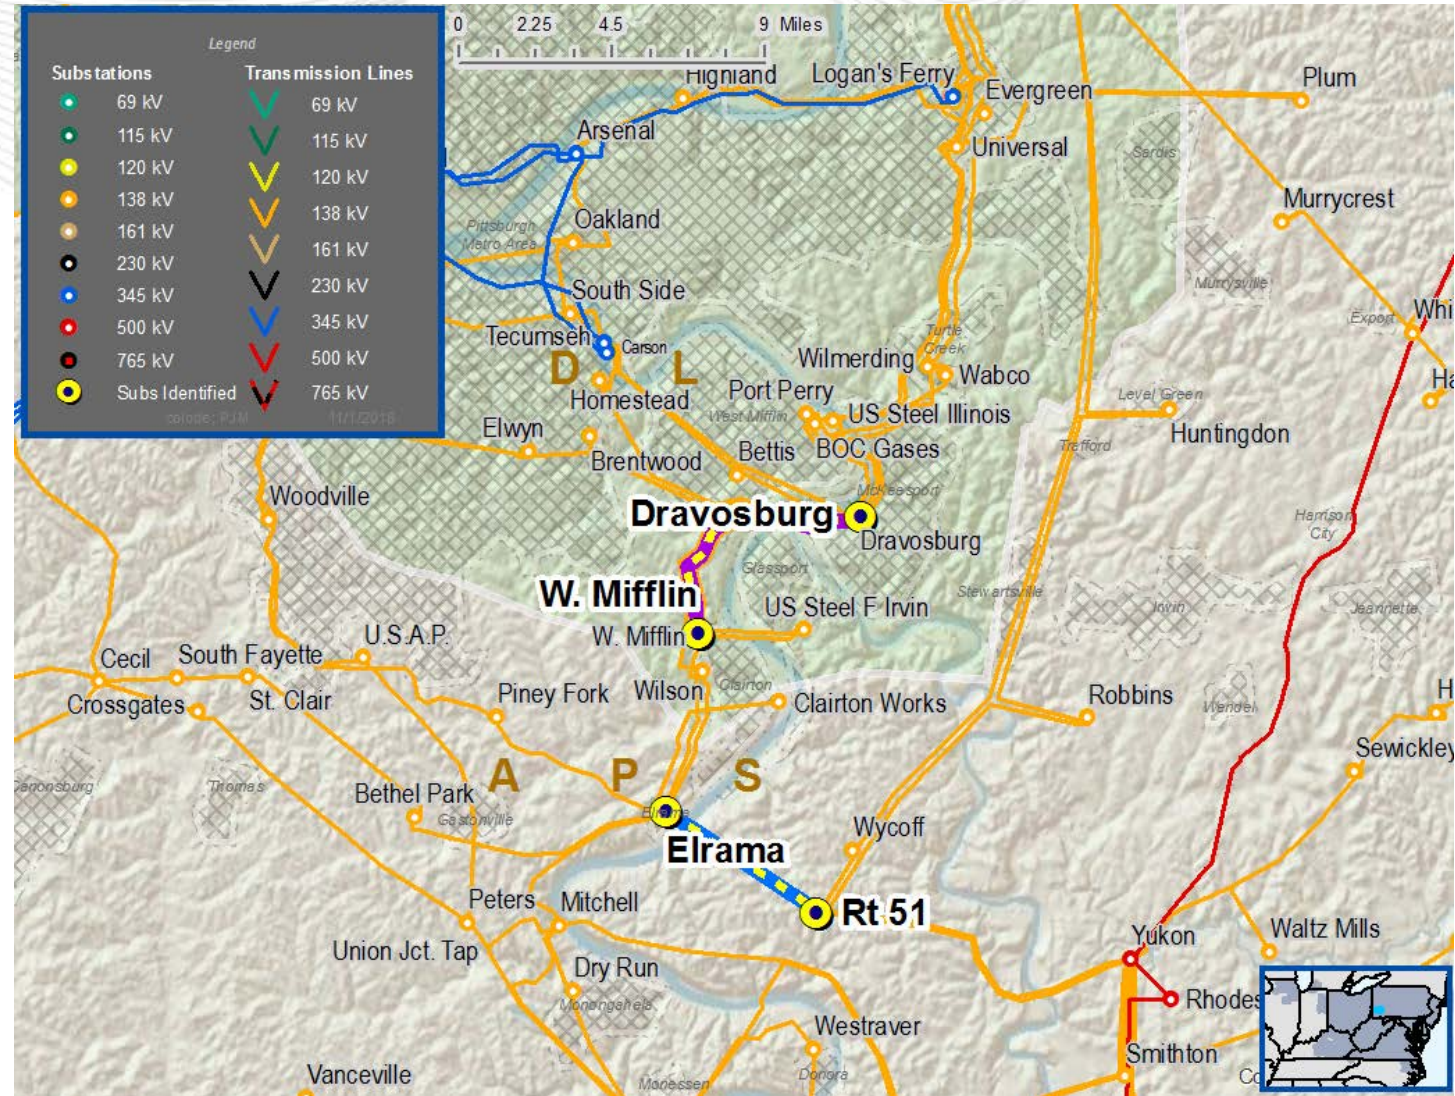 Legend
Substations
Transmission Lines
69 kV
69 kV
115 kV
115 kV
120 kV
120 kV
138 kV
138 kV
161 kV
161 kV
230 kV
230 kV
345 kV
345 kV
500 kV
500 kV
765 kV
765 kV
Subs Identified
11/1/2018
0 2.25 4.5 9 Miles
Highland
Logan's Ferry
Evergreen
Plum
Arsenal
Universal
Sardis
Murrycrest
Oakland
Pittsburgh
Metro Area
Murrysville
South Side
Export
Whi
Tecumseh
Carson
Turtle
Creek
Wilmerding
Wabco
D L
Homestead
Port Perry
West Mifflin
US Steel Illinois
Level Green
Ha
Huntingdon
Elwyn
Brentwood
Bettis
BOC Gases
Trafford
Woodville
McKeesport
Dravosburg
Dravosburg
Harrison
City
Glassport
W. Mifflin
US Steel F Irvin
Stewartsville
Irwin
Jeannette
W. Mifflin
U.S.A.P.
Cecil
South Fayette
Crossgates
St. Clair
Piney Fork
Wilson
Clairton
Clairton Works
Robbins
Wendel
H
Sewickley
A P S
Canonsburg
Thomas
Bethel Park
Gastonville
Elrama
Elrama
Wycoff
Peters
Mitchell
Rt 51
Union Jct. Tap
Yukon
Waltz Mills
Dry Run
Monongahela
Rhodes
Westraver
Smithton
Co
Vanceville
Monessen
Donora